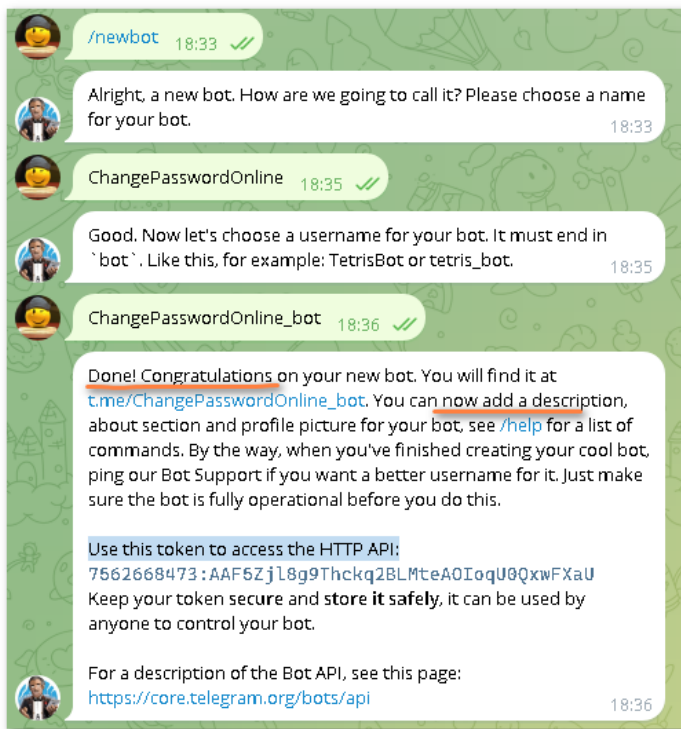 /newbot 18:33
Alright, a new bot. How are we going to call it? Please choose a name
for your bot. 18:33
ChangePasswordOnline 18:35
Good. Now let's choose a username for your bot. It must end in
`bot`. Like this, for example: TetrisBot or tetris_bot. 18:35
ChangePasswordOnline_bot 18:36
Done! Congratulations on your new bot. You will find it at
t.me/ChangePasswordOnline_bot. You can now add a description,
about section and profile picture for your bot, see /help for a list of
commands. By the way, when you've finished creating your cool bot,
ping our Bot Support if you want a better username for it. Just make
sure the bot is fully operational before you do this.
Use this token to access the HTTP API:
7562668473:AAF5Zjl8g9Thckq2BLMteAOIoqU0QxwFXaU
Keep your token secure and store it safely, it can be used by
anyone to control your bot.
For a description of the Bot API, see this page:
https://core.telegram.org/bots/api 18:36